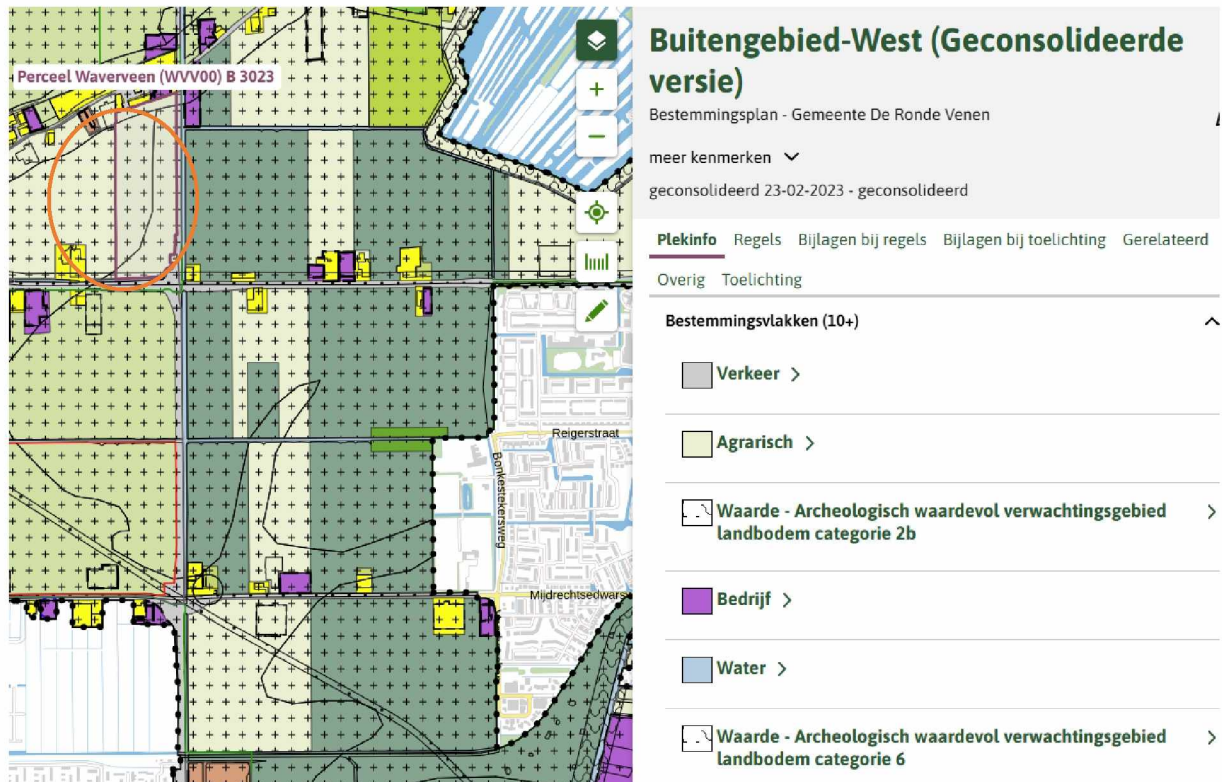 Perceel Waverveen (WVV00) B 3023
Reigerstraat
Bonkestekersweg
Buitengebied-West (Geconsolideerde
versie)
Bestemmingsplan - Gemeente De Ronde Venen
meer kenmerken
geconsolideerd 23-02-2023 - geconsolideerd
Plekinfo Regels Bijlagen bij regels Bijlagen bij toelichting Gerelateerd
Overig Toelichting
Bestemmingsvlakken (10+)
Verkeer
Agrarisch
Waarde - Archeologisch waardevol verwachtingsgebied
landbodem categorie 2b
Bedrijf
Water
Waarde - Archeologisch waardevol verwachtingsgebied
landbodem categorie 6